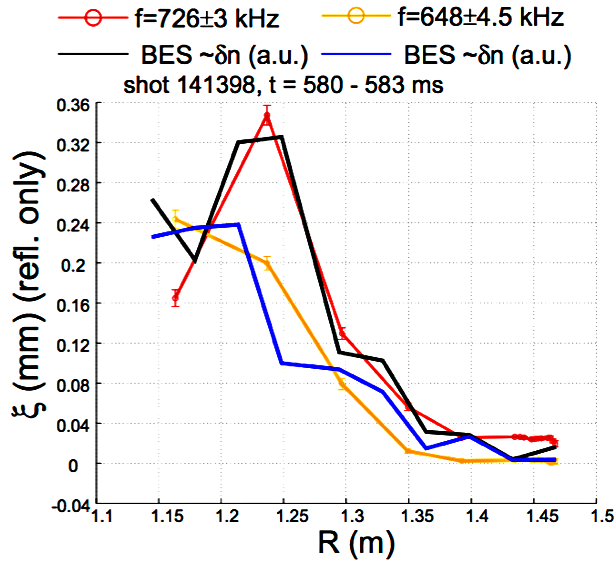 f=726±3 kHz f=648±4.5 kHz
BES ~δn (a.u.) BES ~δn (a.u.)
shot 141398, t = 580 - 583 ms
0.36
0.32
0.28
0.24
0.2
0.16
0.12
0.08
0.04
0
-0.04
ξ (mm) (refl. only)
1.1 1.15 1.2 1.25 1.3 1.35 1.4 1.45 1.5
R (m)